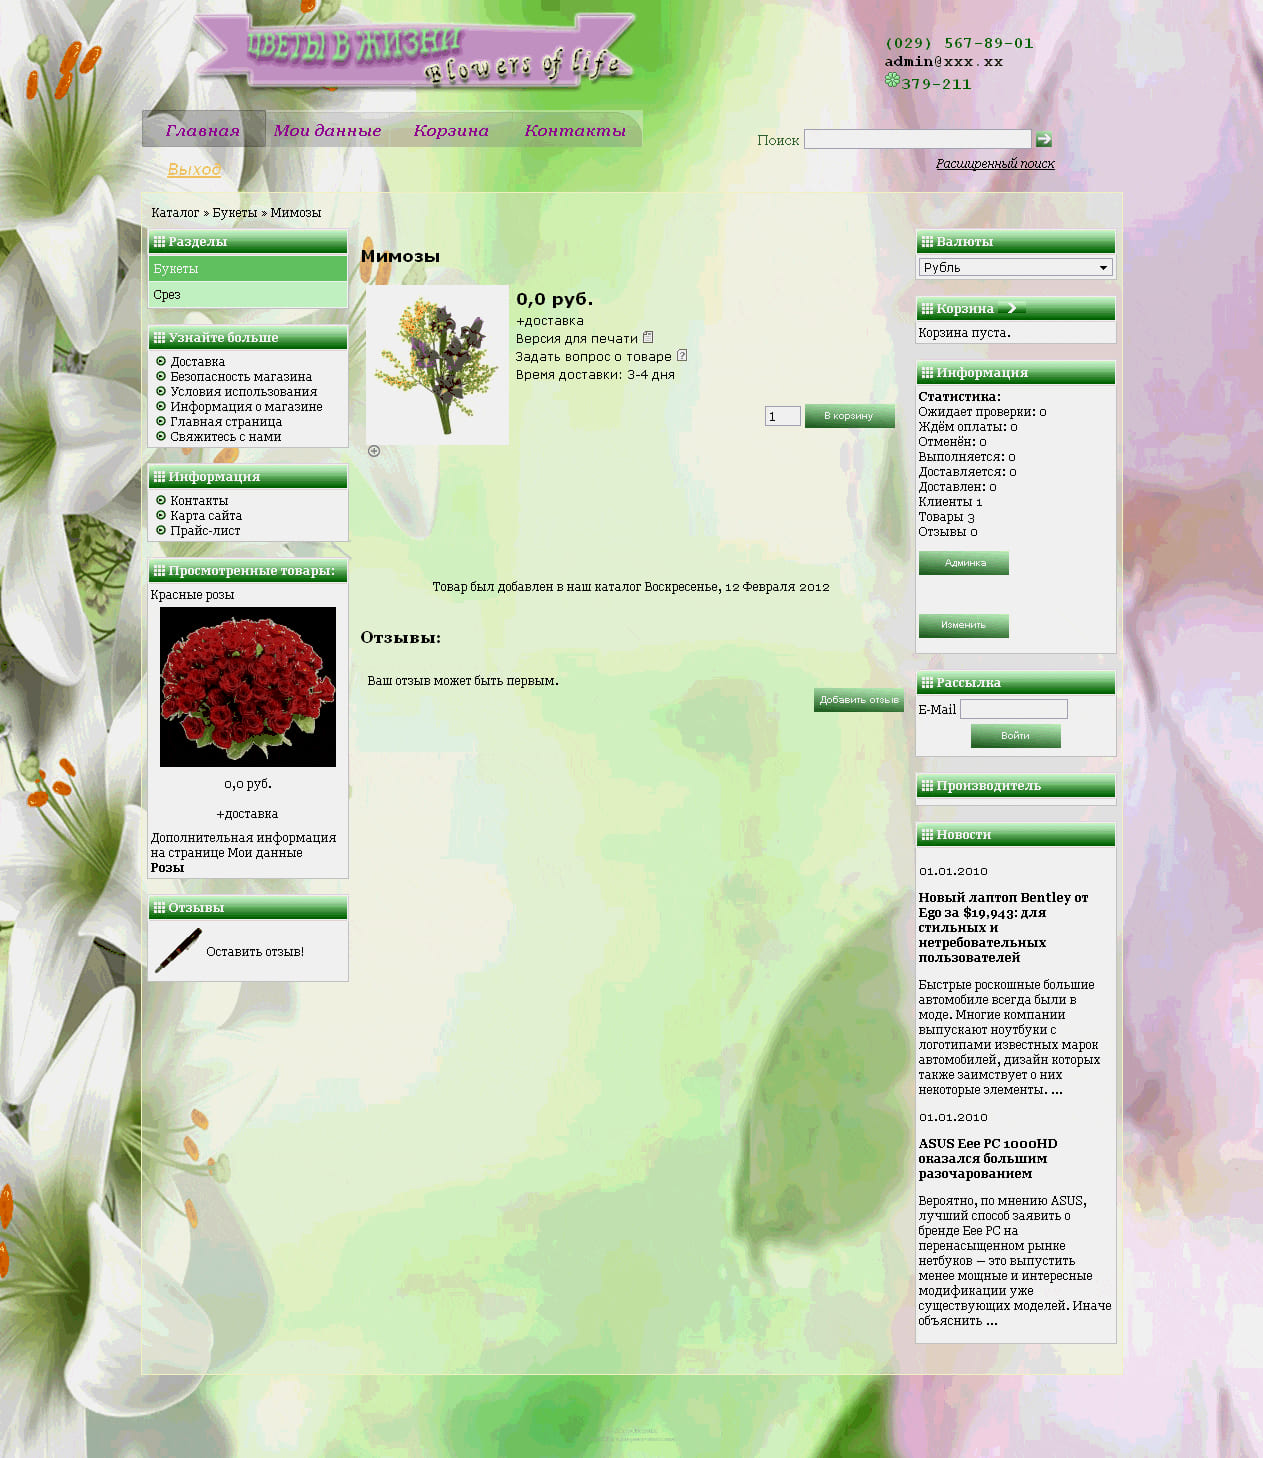 ЦВЕТЫ В ЖИЗНИ
Blowers of life
(029) 567-89-01
admin@xxx.xx
379-211
Главная Мои данные Корзина Контакты
Поиск
Расширенный поиск
Выход
Каталог » Букеты » Мимозы
Разделы
Букеты
Срез
Узнайте больше
Доставка
Безопасность магазина
Условия использования
Информация о магазине
Главная страница
Свяжитесь с нами
Информация
Контакты
Карта сайта
Прайс-лист
Просмотренные товары:
Красные розы
0,0 руб.
+доставка
Дополнительная информация
на странице Мои данные
Розы
Отзывы
Оставить отзыв!
Мимозы
0,0 руб.
+доставка
Версия для печати
Задать вопрос о товаре
Время доставки: 3-4 дня
1 В корзину
Товар был добавлен в наш каталог Воскресенье, 12 Февраля 2012
Отзывы:
Ваш отзыв может быть первым.
Добавить отзыв
Валюты
Рубль
Корзина
Корзина пуста.
Информация
Статистика:
Ожидает проверки: 0
Ждём оплаты: 0
Отменён: 0
Выполняется: 0
Доставляется: 0
Доставлен: 0
Клиенты 1
Товары 3
Отзывы 0
Админка
Изменить
Рассылка
E-Mail
Войти
Производитель
Новости
01.01.2010
Новый лаптоп Bentley от
Ego за $19,943: для
стильных и
нетребовательных
пользователей
Быстрые роскошные большие
автомобиле всегда были в
моде. Многие компании
выпускают ноутбуки с
логотипами известных марок
автомобилей, дизайн которых
также заимствует о них
некоторые элементы. ...
01.01.2010
ASUS Eee PC 1000HD
оказался большим
разочарованием
Вероятно, по мнению ASUS,
лучший способ заявить о
бренде Eee PC на
перенасыщенном рынке
нетбуков — это выпустить
менее мощные и интересные
модификации уже
существующих моделей. Иначе
объяснить ...